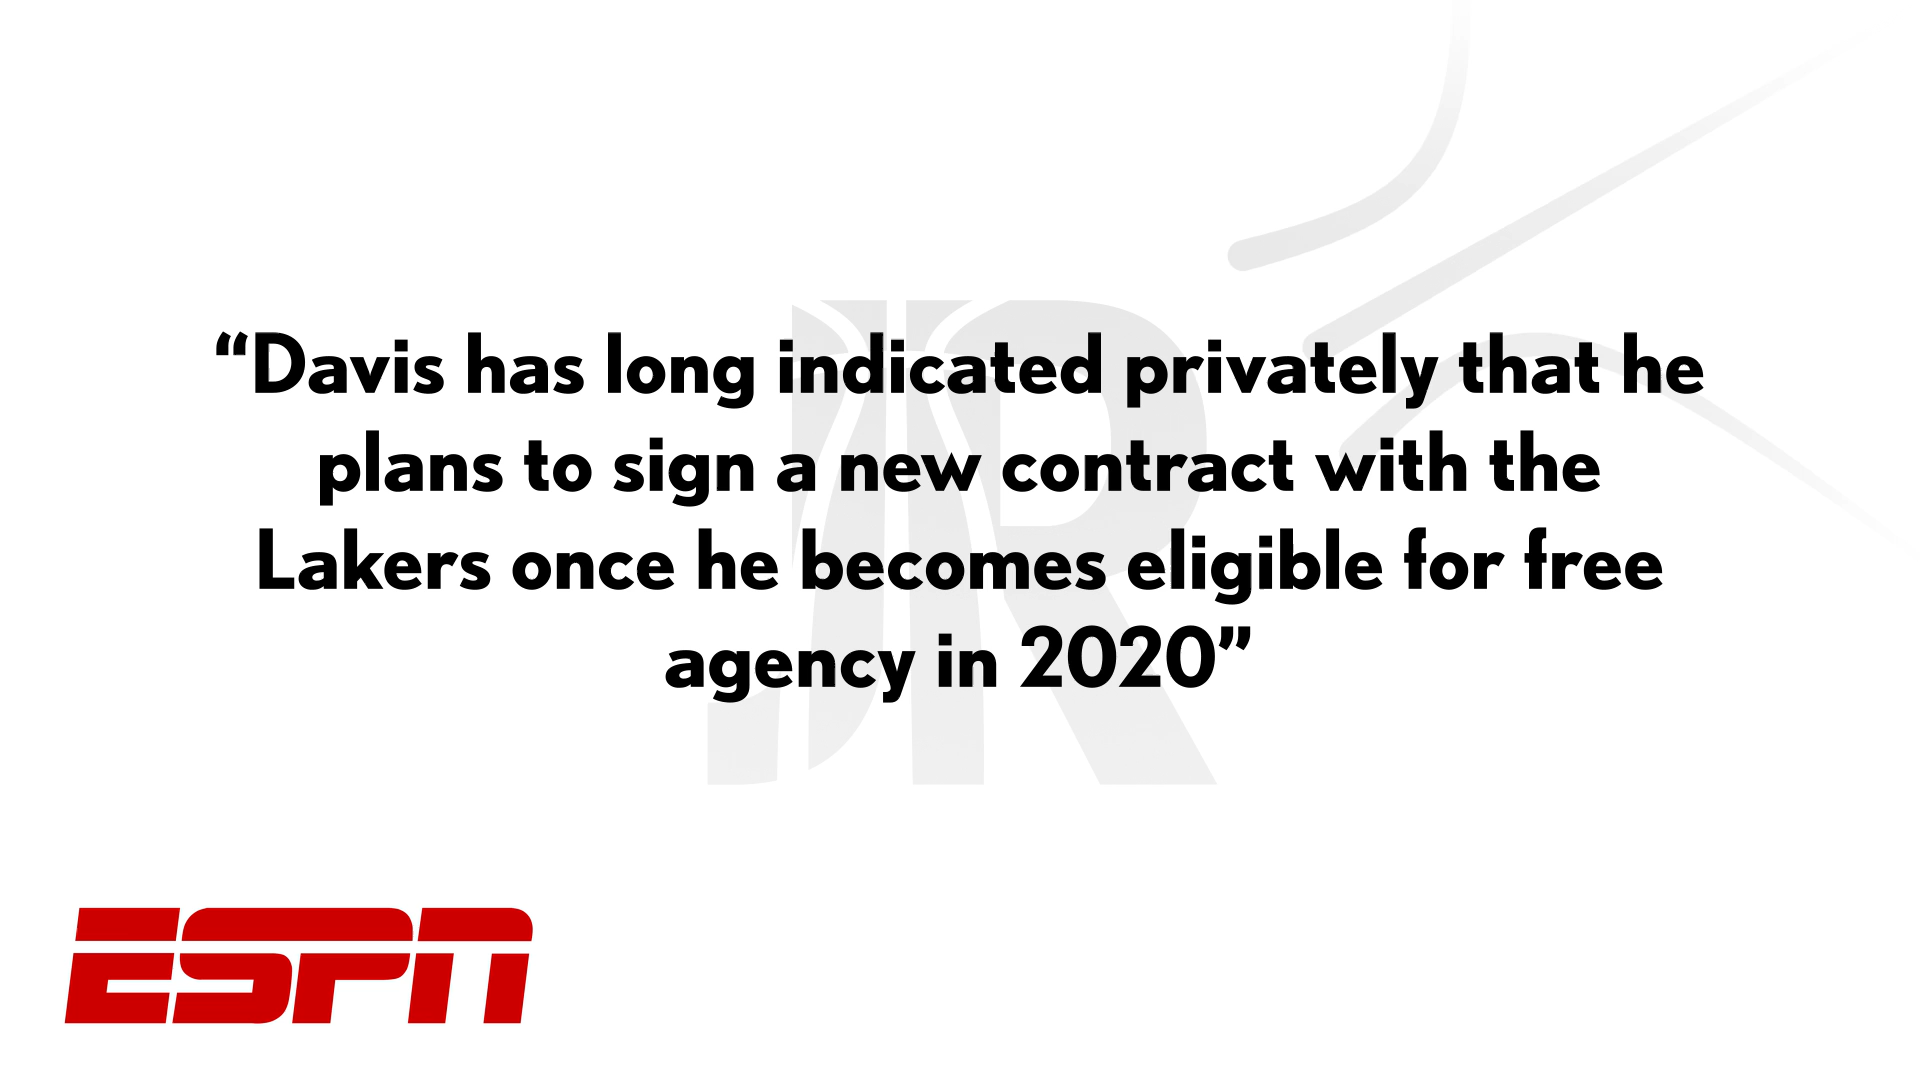 “Davis has long indicated privately that he
plans to sign a new contract with the
Lakers once he becomes eligible for free
agency in 2020”
ESPN